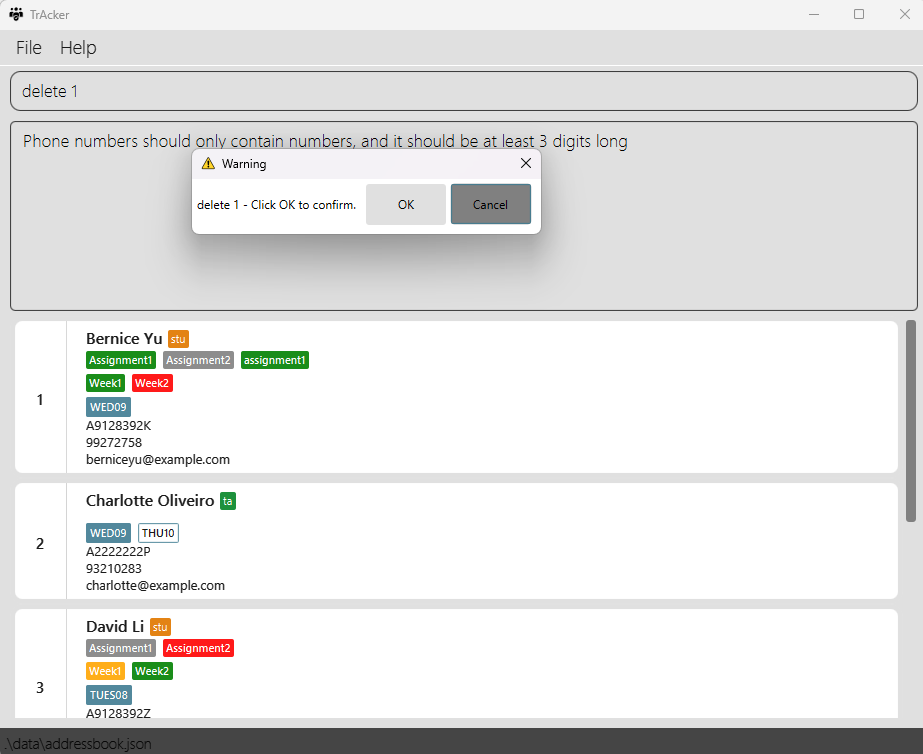 TrAcker
File Help
delete 1
Phone numbers should only contain numbers, and it should be at least 3 digits long
Warning
delete 1 - Click OK to confirm. OK Cancel
1
Bernice Yu stu
Assignment1 Assignment2 assignment1
Week1 Week2
WED09
A9128392K
99272758
berniceyu@example.com
2
Charlotte Oliveiro ta
WED09 THU10
A2222222P
93210283
charlotte@example.com
3
David Li stu
Assignment1 Assignment2
Week1 Week2
TUES08
A9128392Z
.\data\addressbook.json